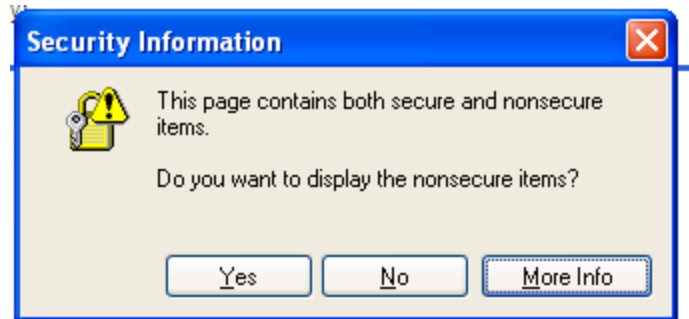 Security Information
This page contains both secure and nonsecure
items.
Do you want to display the nonsecure items?
Yes
No
More Info